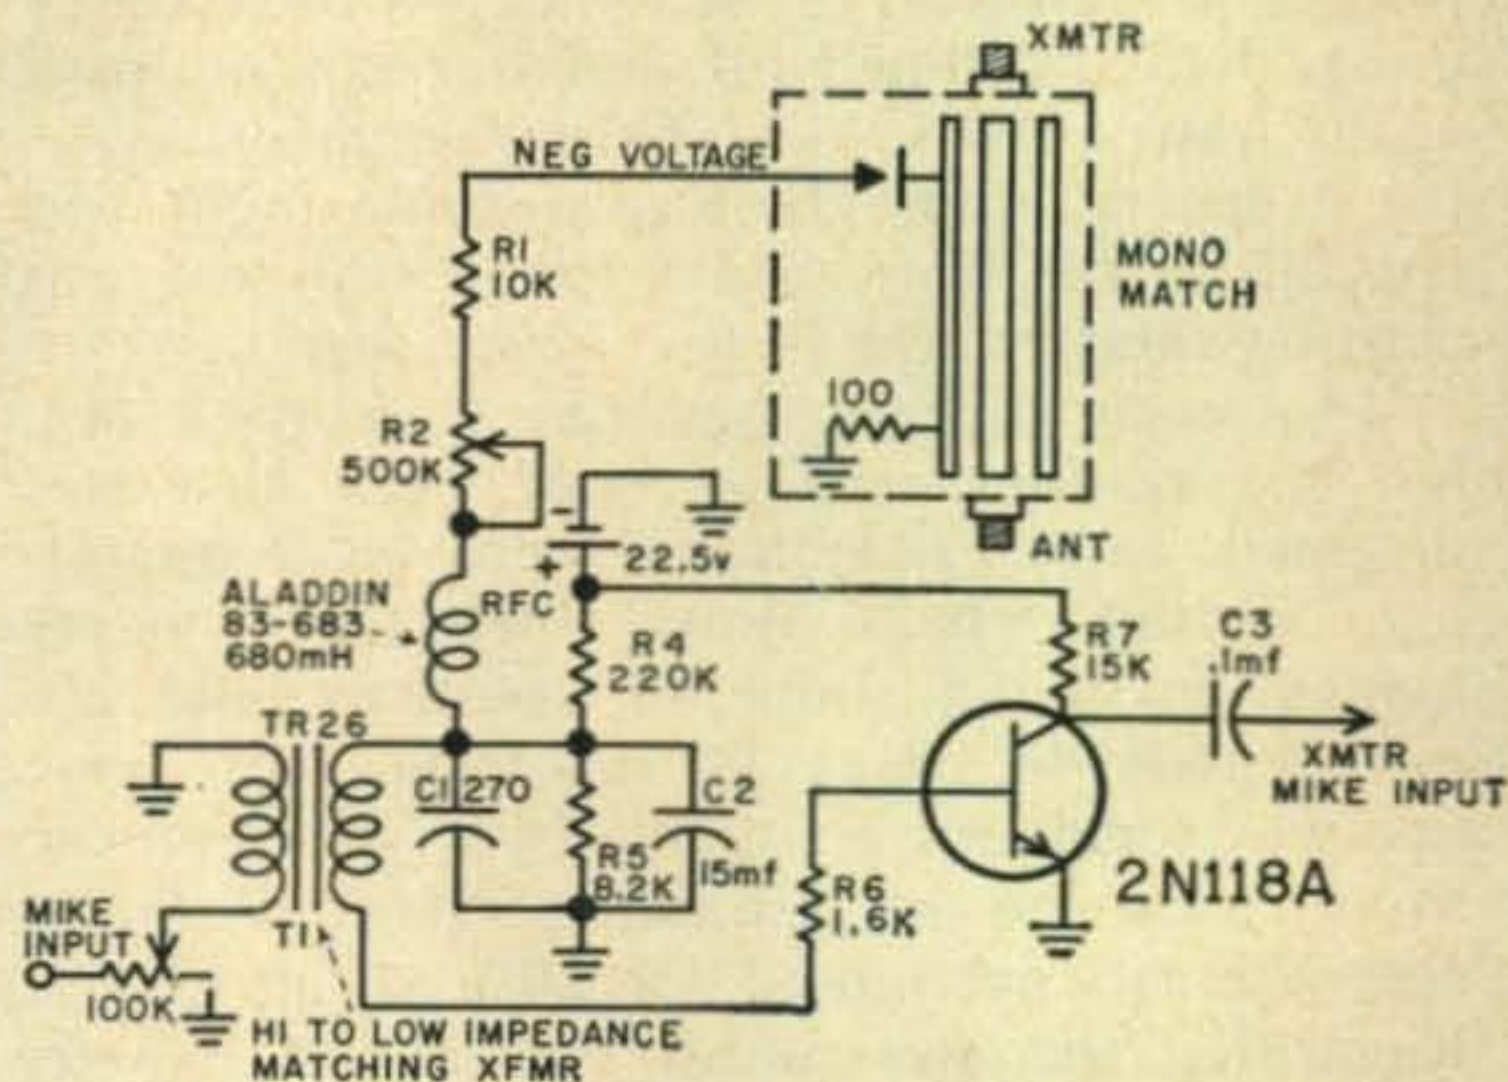 XMTR
NEG VOLTAGE
R1
10K
MONO
MATCH
100
R2
500K
-
+
22.5v
ANT
ALADDIN
83-683
680mH
RFC
R4
220K
R7
15K
C3
.1mf
TR26
C1 270
C2
15mf
R5
8.2K
XMTR
MIKE INPUT
2N118A
R6
1.6K
MIKE
INPUT
100K
T1
HI TO LOW IMPEDANCE
MATCHING XFMR